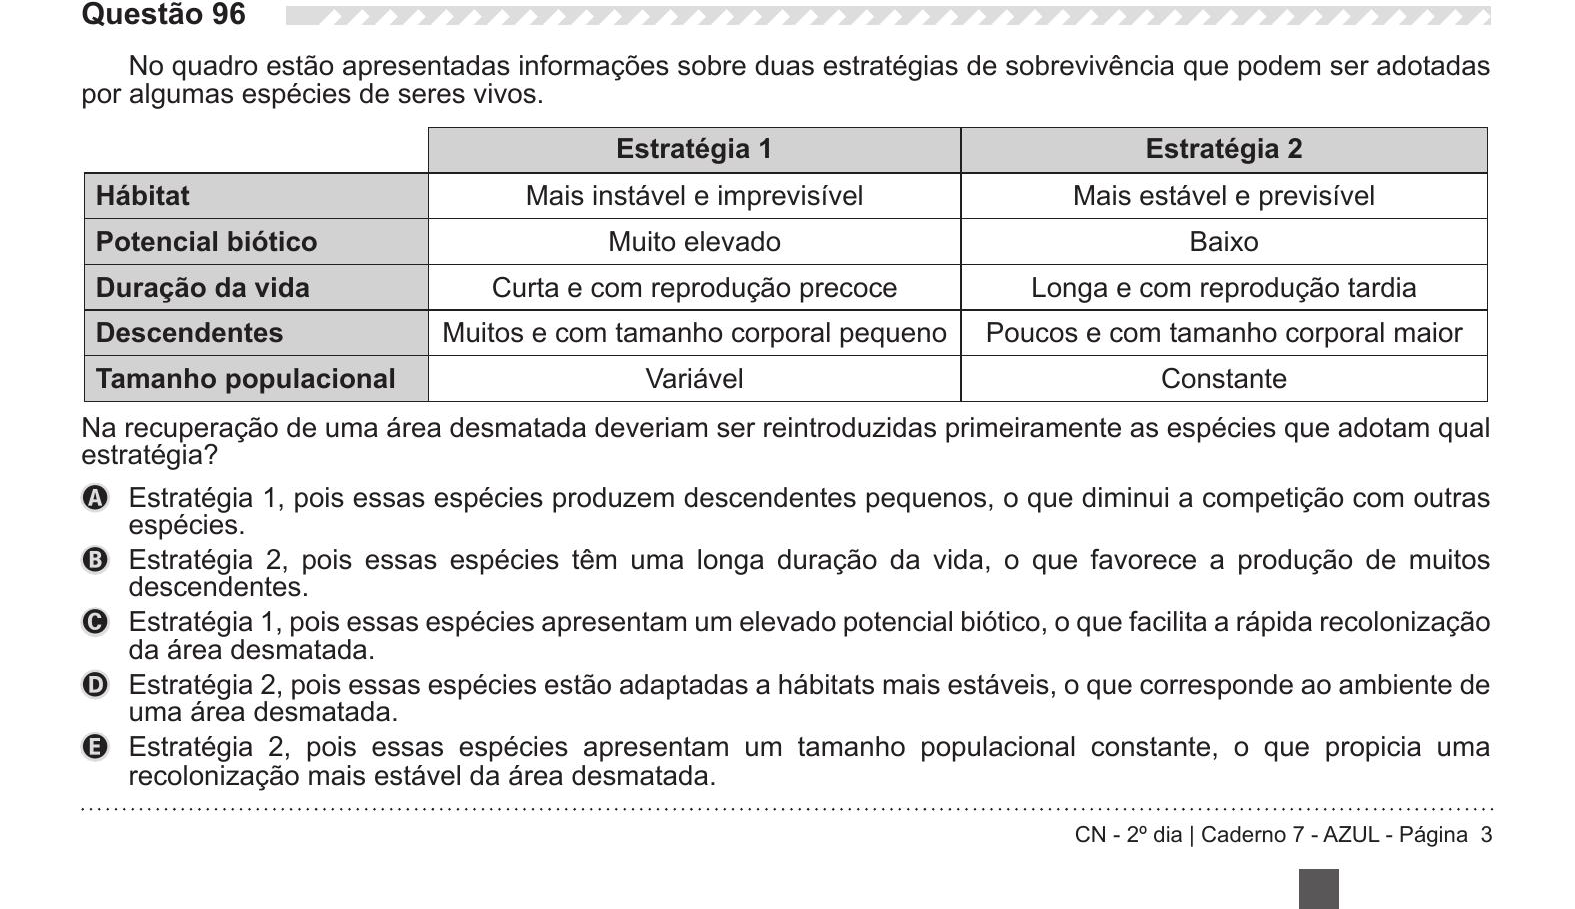 Questão 96
No quadro estão apresentadas informações sobre duas estratégias de sobrevivência que podem ser adotadas
por algumas espécies de seres vivos.
Estratégia 1 Estratégia 2
Hábitat Mais instável e imprevisível Mais estável e previsível
Potencial biótico Muito elevado Baixo
Duração da vida Curta e com reprodução precoce Longa e com reprodução tardia
Descendentes Muitos e com tamanho corporal pequeno Poucos e com tamanho corporal maior
Tamanho populacional Variável Constante
Na recuperação de uma área desmatada deveriam ser reintroduzidas primeiramente as espécies que adotam qual
estratégia?
A Estratégia 1, pois essas espécies produzem descendentes pequenos, o que diminui a competição com outras
espécies.
B Estratégia 2, pois essas espécies têm uma longa duração da vida, o que favorece a produção de muitos
descendentes.
C Estratégia 1, pois essas espécies apresentam um elevado potencial biótico, o que facilita a rápida recolonização
da área desmatada.
D Estratégia 2, pois essas espécies estão adaptadas a hábitats mais estáveis, o que corresponde ao ambiente de
uma área desmatada.
E Estratégia 2, pois essas espécies apresentam um tamanho populacional constante, o que propicia uma
recolonização mais estável da área desmatada.
CN - 2º dia | Caderno 7 - AZUL - Página 3